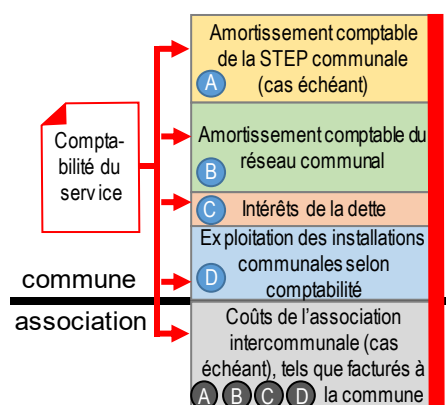 Amortissement comptable
de la STEP communale
A (cas échéant)
Compta-
bilité du
service
Amortissement comptable du
réseau communal
B
C Intérêts de la dette
Exploitation des installations
communales selon
D comptabilité
commune
association
Coûts de l'association
intercommunale (cas
échéant), tels que facturés à
A B C D la commune